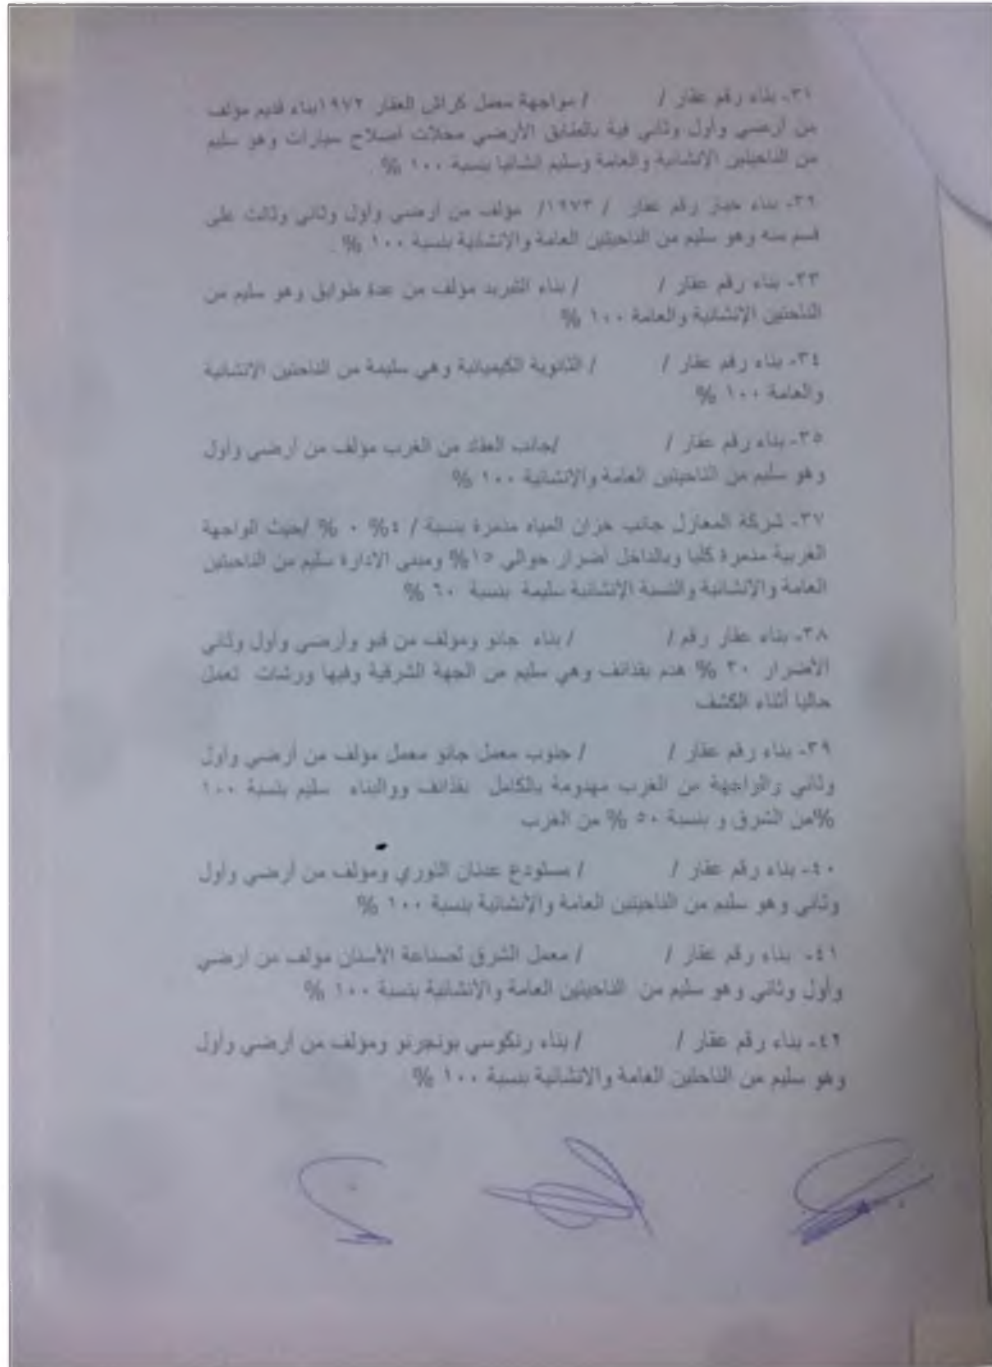 ٣١- بناء رقم عقار / / مواجهة معمل كراش العقار ١٩٧٢ بناء قديم مؤلف
من أرضي وأول وثاني فية بالطابق الأرضي محلات اصلاح سيارات وهو سليم
من الناحيتين الإنشائية والعامة وسليم انشائيا بنسبة ١٠٠ % .
٣٢- بناء خباز رقم عقار / ١٩٧٣/ مؤلف من أرضي وأول وثاني وثالث على
قسم منه وهو سليم من الناحيتين العامة والانشائية بنسبة ١٠٠ % .
٣٣- بناء رقم عقار / / بناء التبريد مؤلف من عدة طوابق وهو سليم من
الناحتين الإنشائية والعامة ١٠٠ %
٣٤- بناء رقم عقار / / الثانوية الكيميائية وهي سليمة من الناحتين الانشائية
والعامة ١٠٠ %
٣٥- بناء رقم عقار / /جانب العقاد من الغرب مؤلف من أرضي وأول
وهو سليم من الناحيتين العامة والإنشائية ١٠٠ %
٣٧- شركة المغازل جانب خزان المياه مدمرة بنسبة / ٤% ٠ % /حيث الواجهة
الغربية مدمرة كليا وبالداخل أضرار حوالي ١٥% ومبنى الادارة سليم من الناحيتين
العامة والانشائية والنسبة الإنشائية سليمة بنسبة ٦٠ %
٣٨- بناء عقار رقم / / بناء جانو ومؤلف من قبو وأرضي وأول وثاني
الأضرار ٣٠ % هدم بقذائف وهي سليم من الجهة الشرقية وفيها ورشات تعمل
حاليا أثناء الكشف
٣٩- بناء رقم عقار / / جنوب معمل جانو معمل مؤلف من أرضي وأول
وثاني والواجهة من الغرب مهدومة بالكامل بقذائف ووالبناء سليم بنسبة ١٠٠
%من الشرق و بنسبة ٥٠ % من الغرب
٤٠- بناء رقم عقار / / مستودع عدنان النوري ومؤلف من أرضي وأول
وثاني وهو سليم من الناحيتين العامة والإنشائية بنسبة ١٠٠ %
٤١- بناء رقم عقار / / معمل الشرق لصناعة الأسنان مؤلف من أرضي
وأول وثاني وهو سليم من الناحيتين العامة والإنشائية بنسبة ١٠٠ %
٤٢- بناء رقم عقار / / بناء رنكوسي بونجرنو ومؤلف من أرضي وأول
وهو سليم من الناحتين العامة والانشائية بنسبة ١٠٠ %